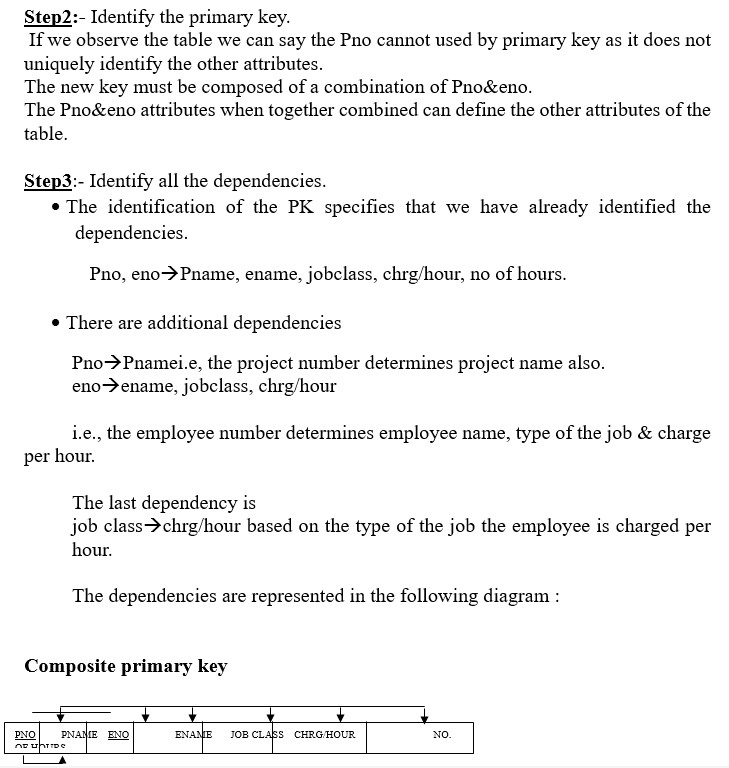 Step2:- Identify the primary key.
If we observe the table we can say the Pno cannot used by primary key as it does not
uniquely identify the other attributes.
The new key must be composed of a combination of Pno&eno.
The Pno&eno attributes when together combined can define the other attributes of the
table.
Step3:- Identify all the dependencies.
• The identification of the PK specifies that we have already identified the
dependencies.
Pno, eno→Pname, ename, jobclass, chrg/hour, no of hours.
• There are additional dependencies
Pno→Pnamei.e, the project number determines project name also.
eno→ename, jobclass, chrg/hour
i.e., the employee number determines employee name, type of the job & charge
per hour.
The last dependency is
job class→chrg/hour based on the type of the job the employee is charged per
hour.
The dependencies are represented in the following diagram :
Composite primary key
PNO PNAME ENO ENAME JOB CLASS CHRG/HOUR NO.
OF HOURS